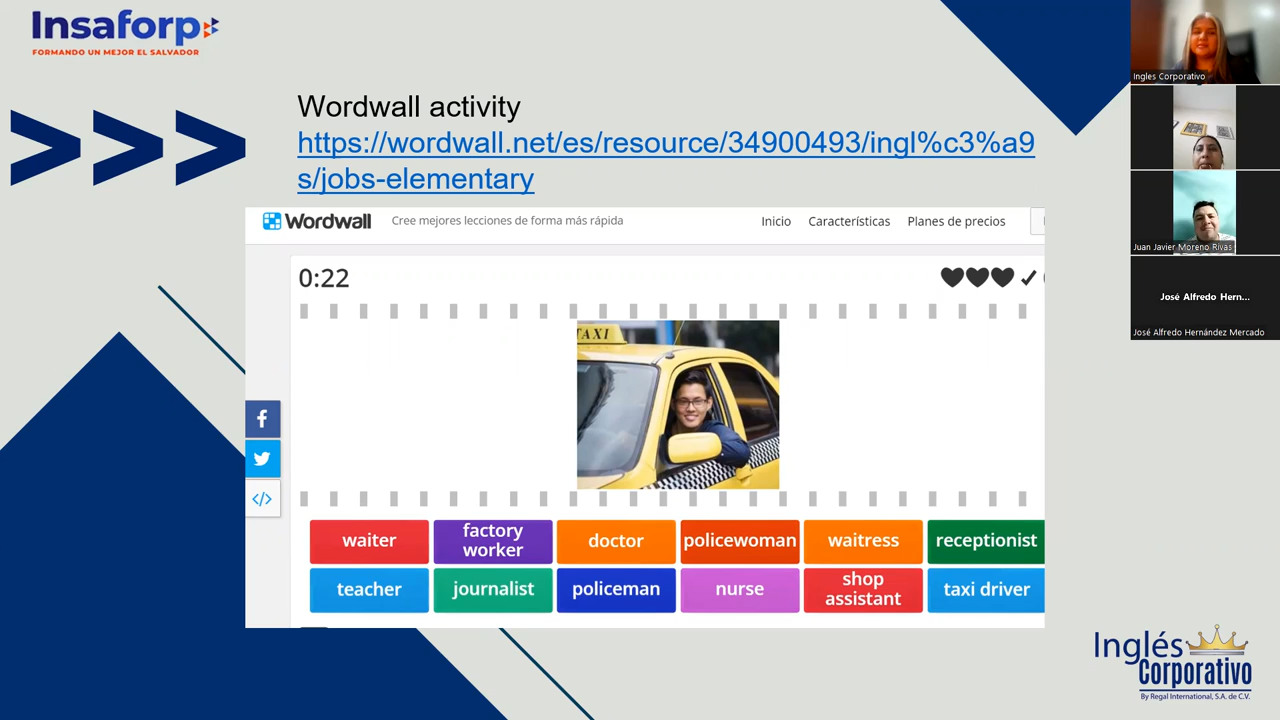 Insaforp
FORMANDO UN MEJOR EL SALVADOR
>>>
Wordwall activity
https://wordwall.net/es/resource/34900493/ingl%c3%a9
s/jobs-elementary
Wordwall
Cree mejores lecciones de forma más rápida
Inicio
Características
Planes de precios
0:22
TAXI
waiter
factory
worker
doctor
policewoman
waitress
receptionist
teacher
journalist
policeman
nurse
shop
assistant
taxi driver
Ingles Corporativo
Juan Javier Moreno Rivas
José Alfredo Hern...
José Alfredo Hernández Mercado
Inglés
Corporativo
By Regal International, S.A. de C.V.